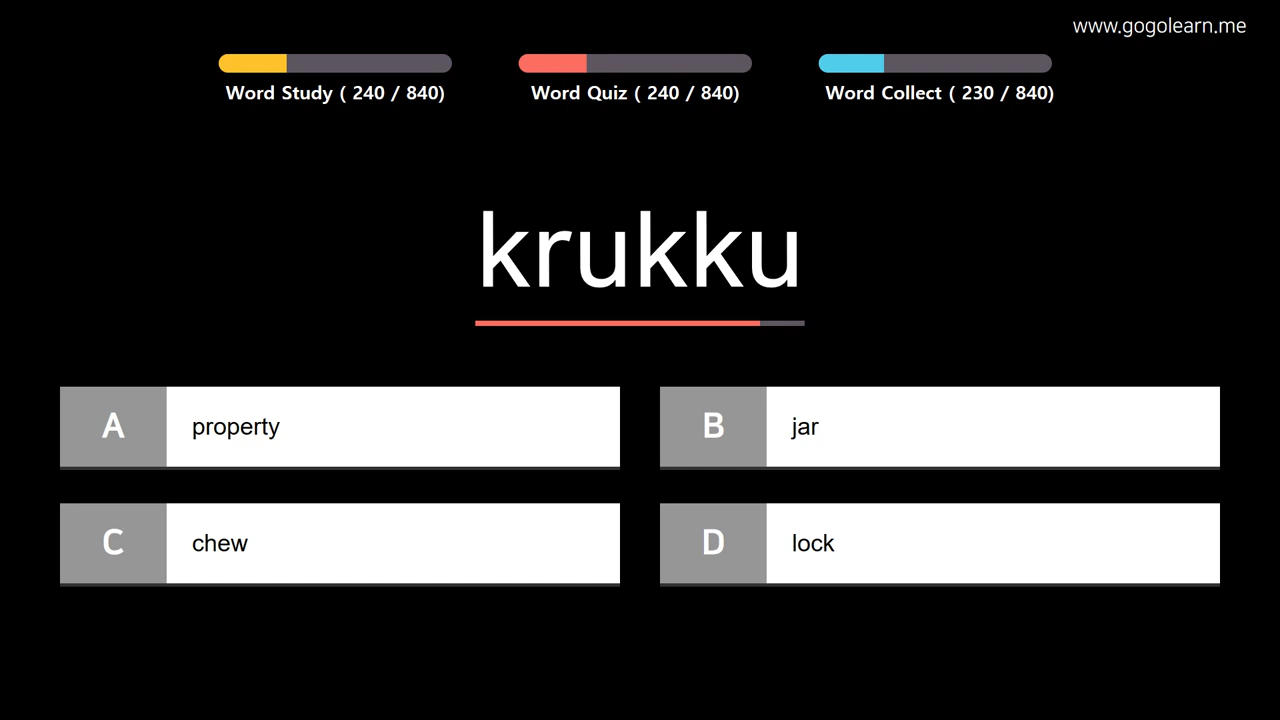 www.gogolearn.me
Word Study ( 240 / 840)
Word Quiz ( 240 / 840)
Word Collect ( 230 / 840)
krukku
A property
B jar
C chew
D lock